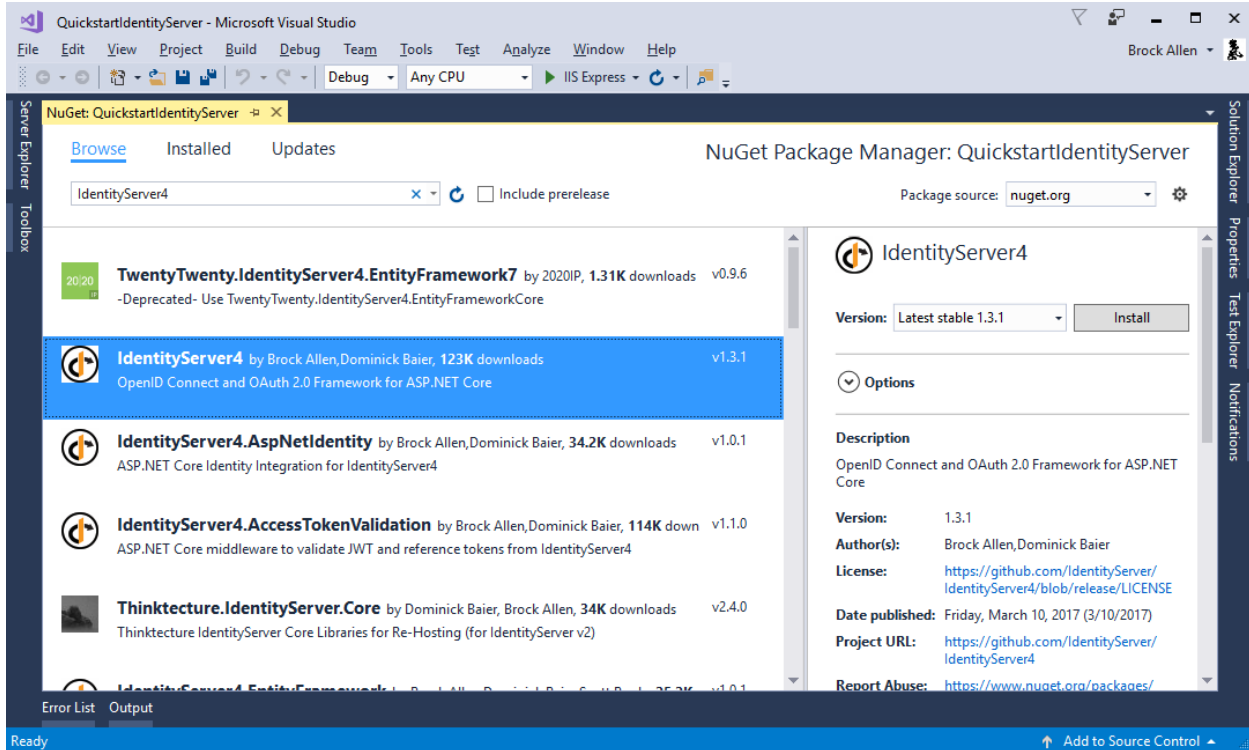 QuickstartIdentityServer - Microsoft Visual Studio
File Edit View Project Build Debug Team Tools Test Analyze Window Help
Brock Allen
Debug Any CPU IIS Express
Server Explorer
Toolbox
NuGet: QuickstartIdentityServer
Browse Installed Updates
NuGet Package Manager: QuickstartIdentityServer
IdentityServer4
Include prerelease
Package source: nuget.org
20|20
TwentyTwenty.IdentityServer4.EntityFramework7 by 2020IP, 1.31K downloads v0.9.6
-Deprecated- Use TwentyTwenty.IdentityServer4.EntityFrameworkCore
IdentityServer4 by Brock Allen,Dominick Baier, 123K downloads v1.3.1
OpenID Connect and OAuth 2.0 Framework for ASP.NET Core
IdentityServer4.AspNetIdentity by Brock Allen,Dominick Baier, 34.2K downloads v1.0.1
ASP.NET Core Identity Integration for IdentityServer4
IdentityServer4.AccessTokenValidation by Brock Allen,Dominick Baier, 114K down v1.1.0
ASP.NET Core middleware to validate JWT and reference tokens from IdentityServer4
Thinktecture.IdentityServer.Core by Dominick Baier, Brock Allen, 34K downloads v2.4.0
Thinktecture IdentityServer Core Libraries for Re-Hosting (for IdentityServer v2)
IdentityServer4.EntityFramework v1.0.1
IdentityServer4
Version: Latest stable 1.3.1 Install
Options
Description
OpenID Connect and OAuth 2.0 Framework for ASP.NET
Core
Version: 1.3.1
Author(s): Brock Allen,Dominick Baier
License: https://github.com/IdentityServer/
IdentityServer4/blob/release/LICENSE
Date published: Friday, March 10, 2017 (3/10/2017)
Project URL: https://github.com/IdentityServer/
IdentityServer4
Report Abuse: https://www.nuget.org/packages/
Solution Explorer
Properties
Test Explorer
Notifications
Error List Output
Ready
Add to Source Control